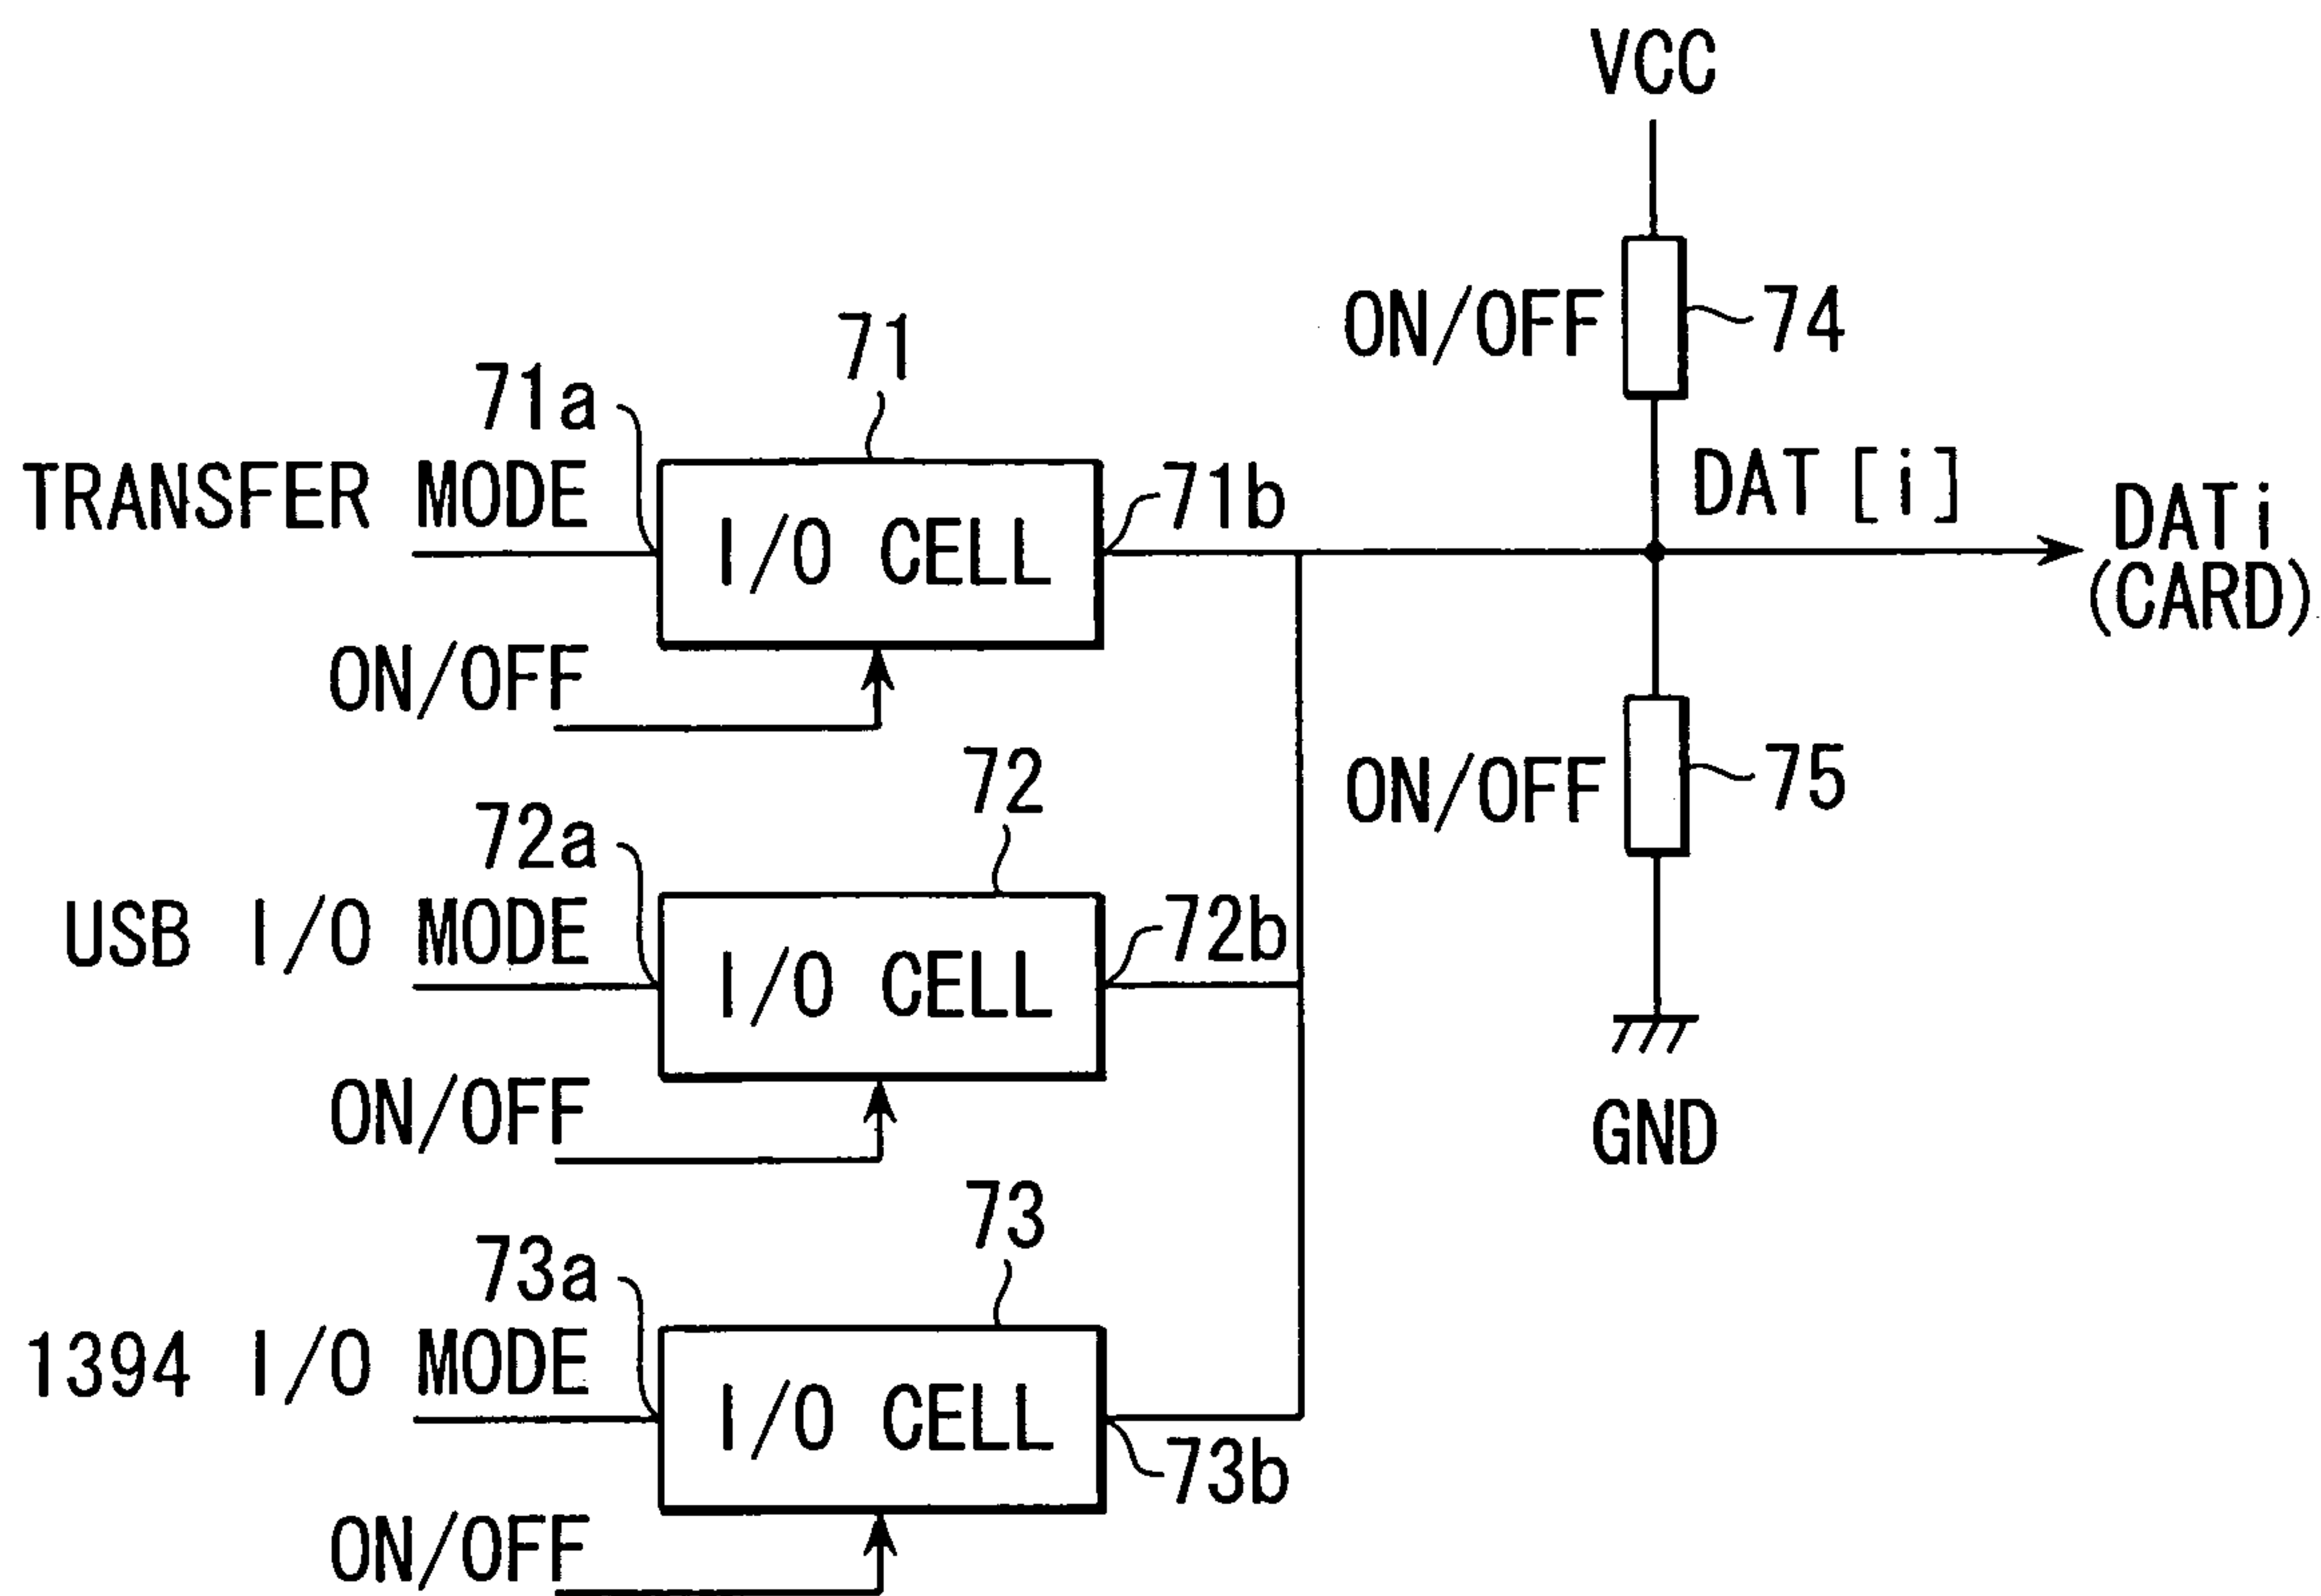 VCC
ON/OFF
74
71
71a
TRANSFER MODE
I/O CELL
71b
DAT [i]
DATi
(CARD)
ON/OFF
72
ON/OFF
75
72a
USB I/O MODE
I/O CELL
72b
ON/OFF
GND
73
73a
1394 I/O MODE
I/O CELL
73b
ON/OFF